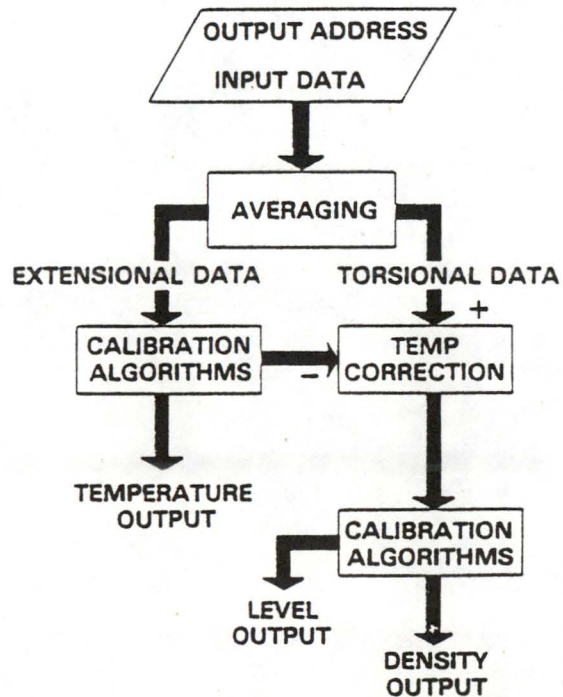 OUTPUT ADDRESS
INPUT DATA
AVERAGING
EXTENSIONAL DATA
TORSIONAL DATA
+
CALIBRATION
ALGORITHMS
−
TEMP
CORRECTION
TEMPERATURE
OUTPUT
CALIBRATION
ALGORITHMS
LEVEL
OUTPUT
DENSITY
OUTPUT